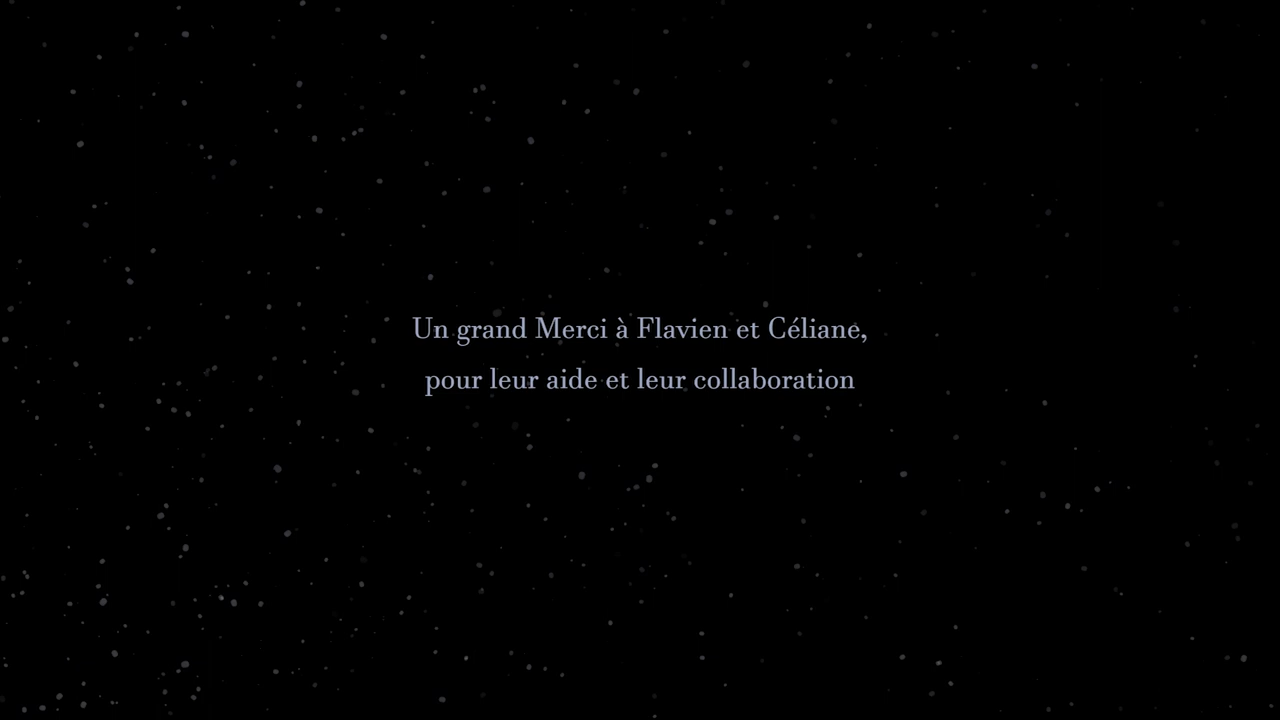 Un grand Merci à Flavien et Céliane,
pour leur aide et leur collaboration